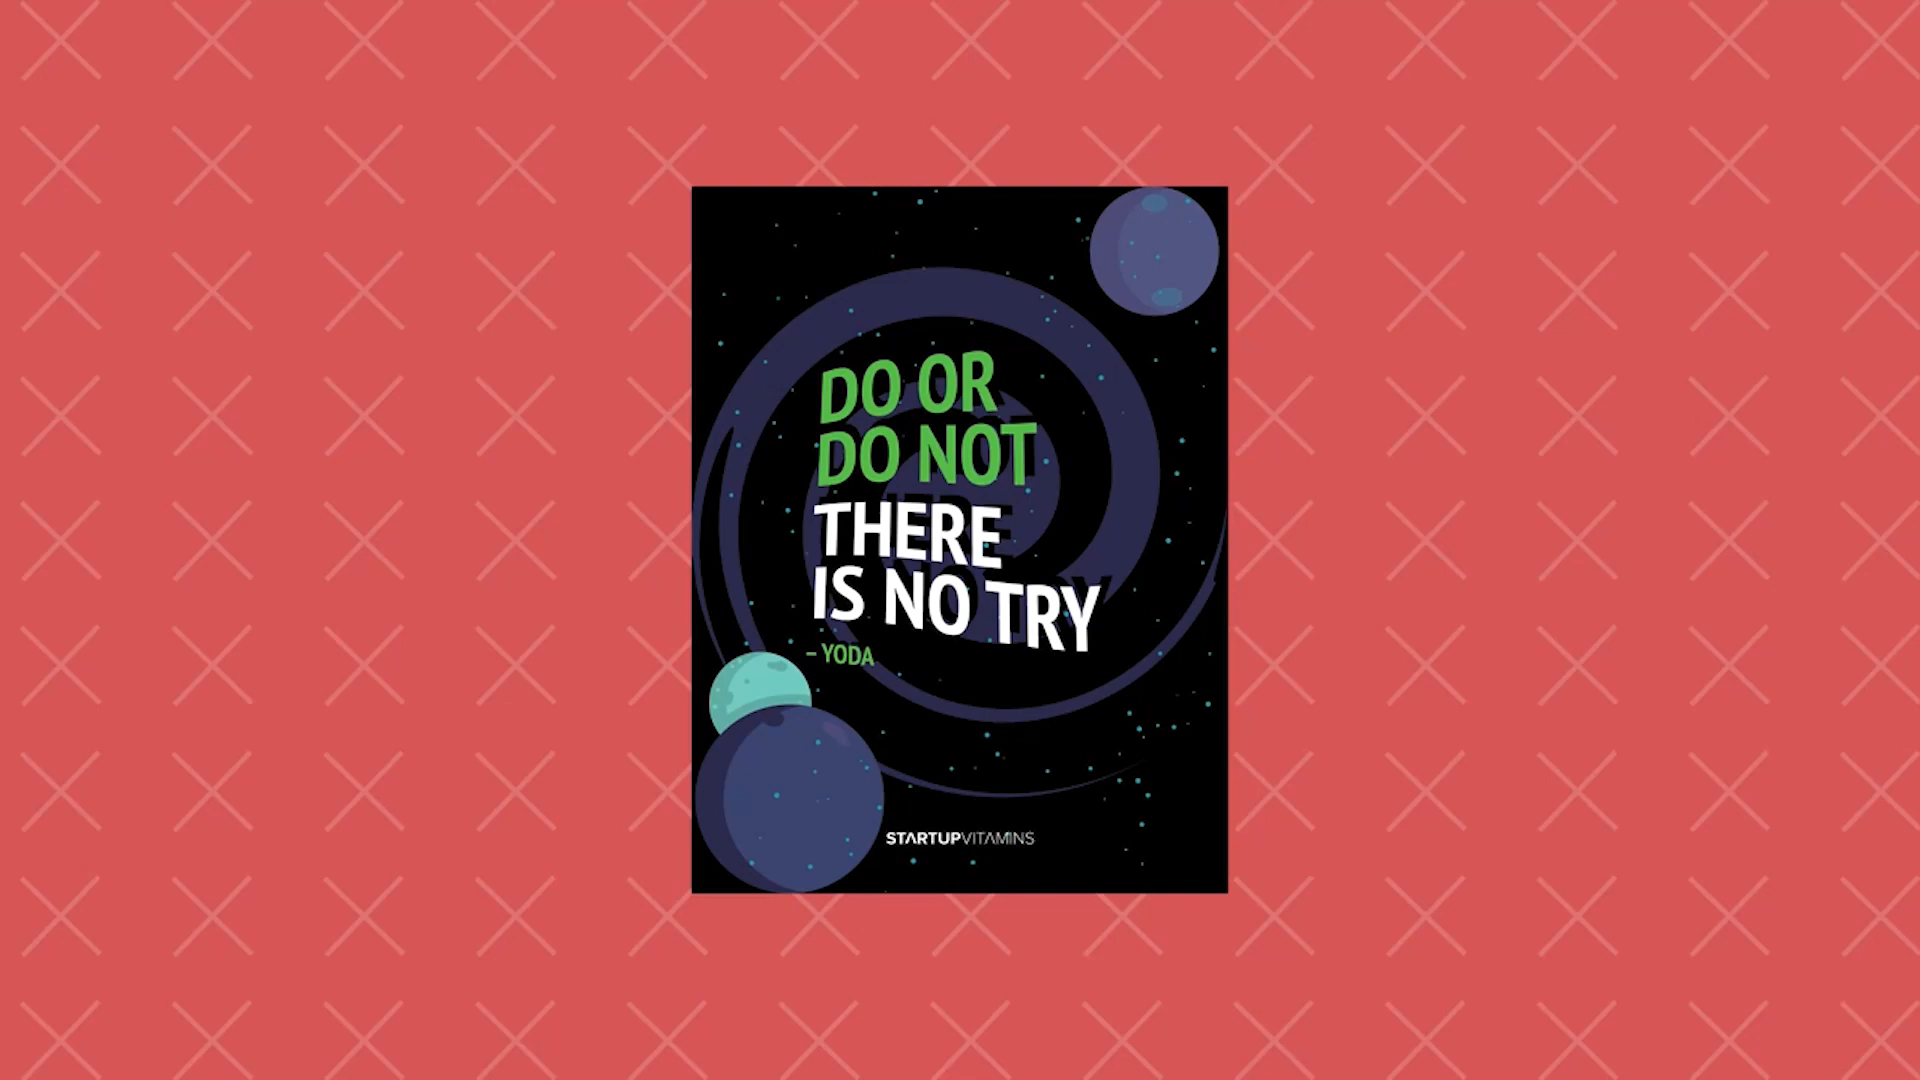 DO OR
DO NOT
THERE
IS NO TRY
– YODA
STARTUPVITAMINS